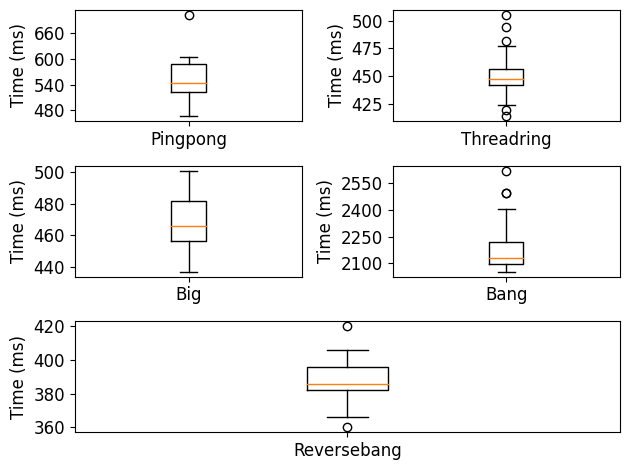 Time (ms)
660
600
540
480
Pingpong
Time (ms)
500
475
450
425
Threadring
Time (ms)
500
480
460
440
Big
Time (ms)
2550
2400
2250
2100
Bang
Time (ms)
420
400
380
360
Reversebang